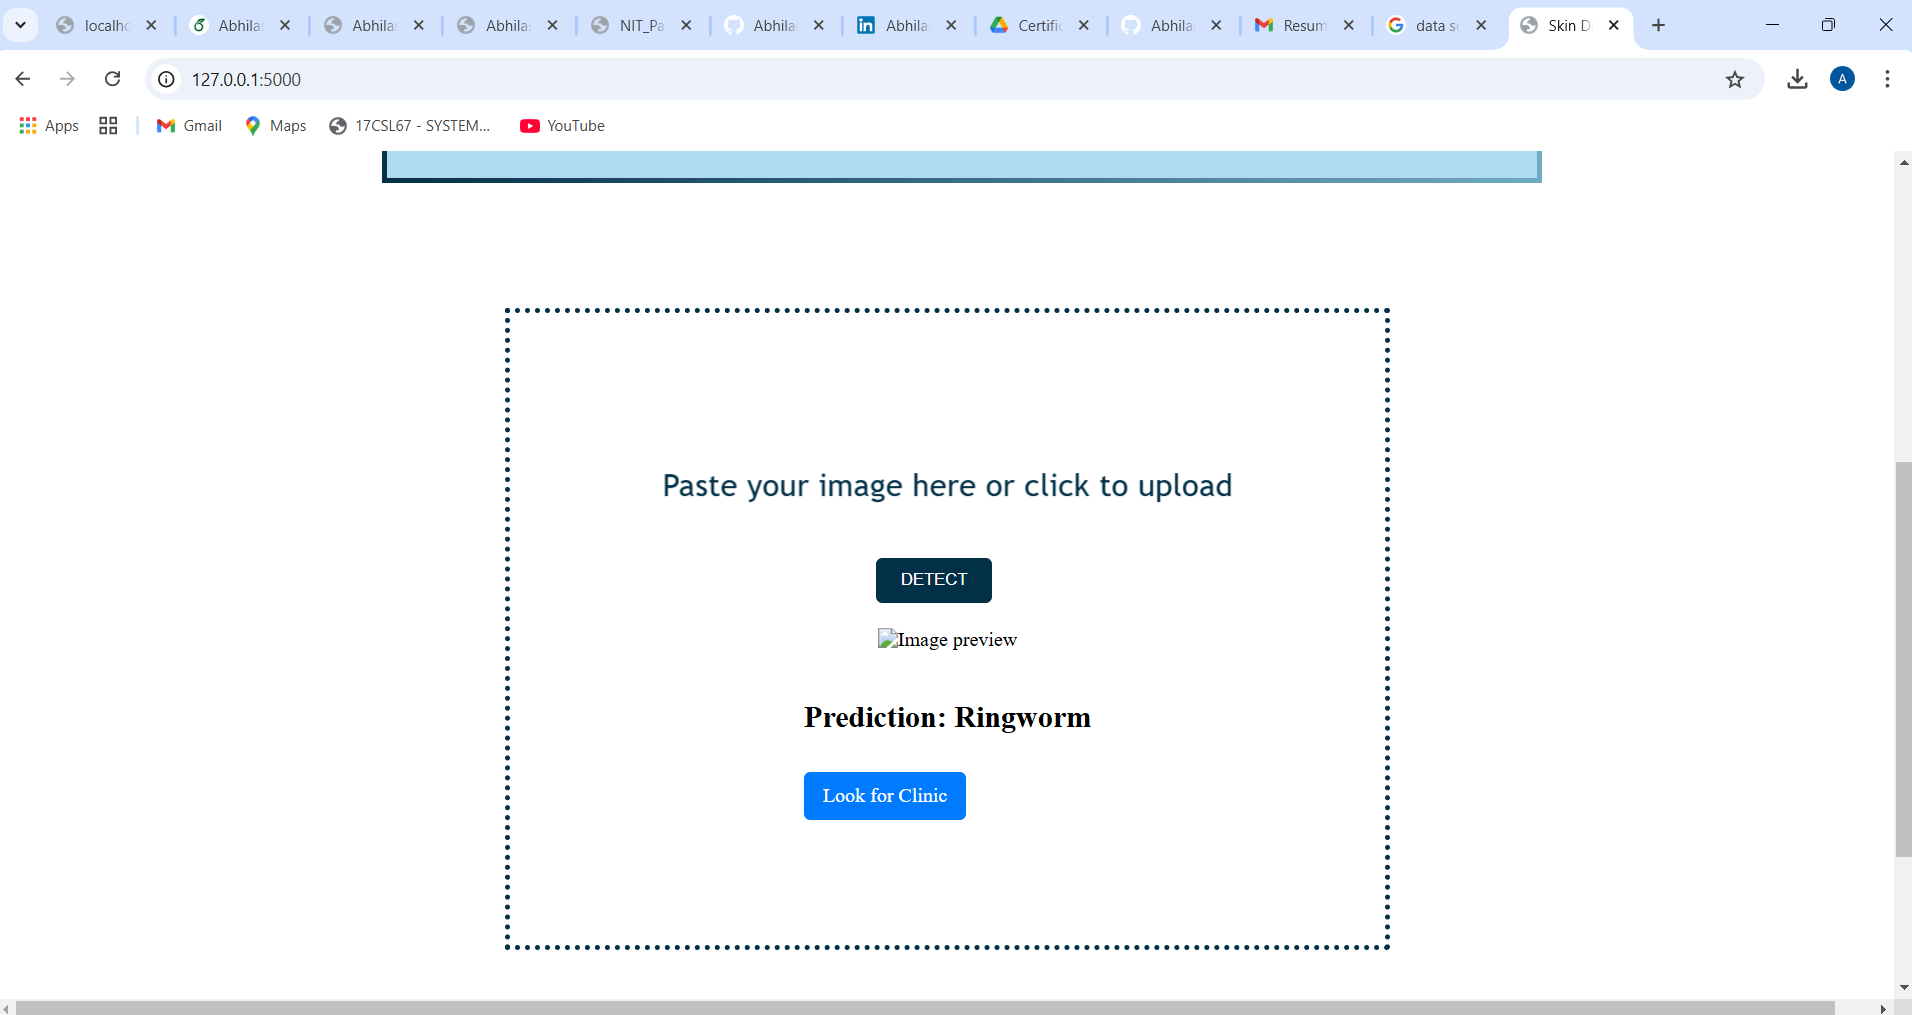 localho
Abhila
Abhila
Abhila
NIT_Pa
Abhila
Abhila
Certific
Abhila
Resum
data sc
Skin D
127.0.0.1:5000
A
Apps
Gmail
Maps
17CSL67 - SYSTEM...
YouTube
Paste your image here or click to upload
DETECT
Image preview
Prediction: Ringworm
Look for Clinic